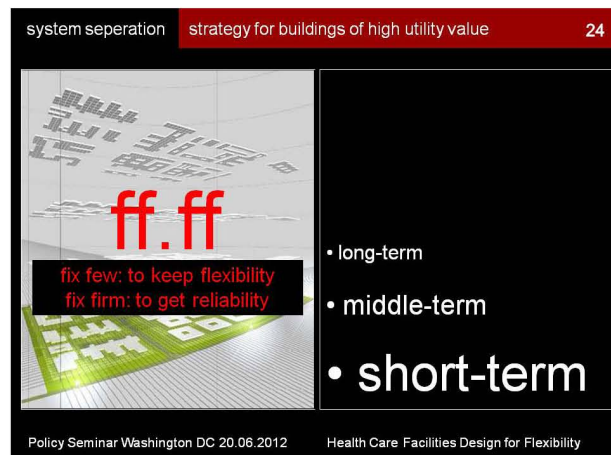 system seperation
strategy for buildings of high utility value
24
ff.ff
fix few: to keep flexibility
fix firm: to get reliability
• long-term
• middle-term
• short-term
Policy Seminar Washington DC 20.06.2012
Health Care Facilities Design for Flexibility